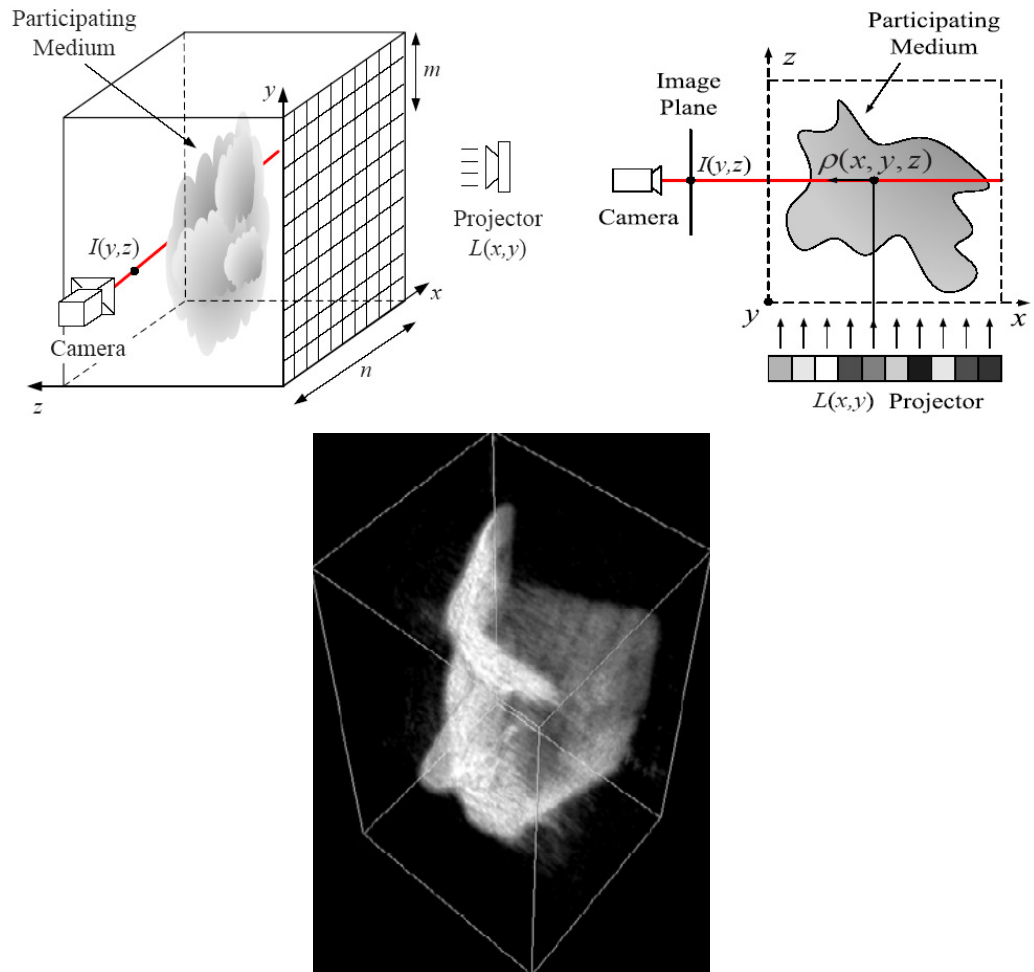 Participating
Medium
y
m
I(y,z)
Projector
L(x,y)
x
Camera
n
z
Participating
Medium
z
Image
Plane
I(y,z)
ρ(x, y, z)
Camera
y
x
L(x,y) Projector